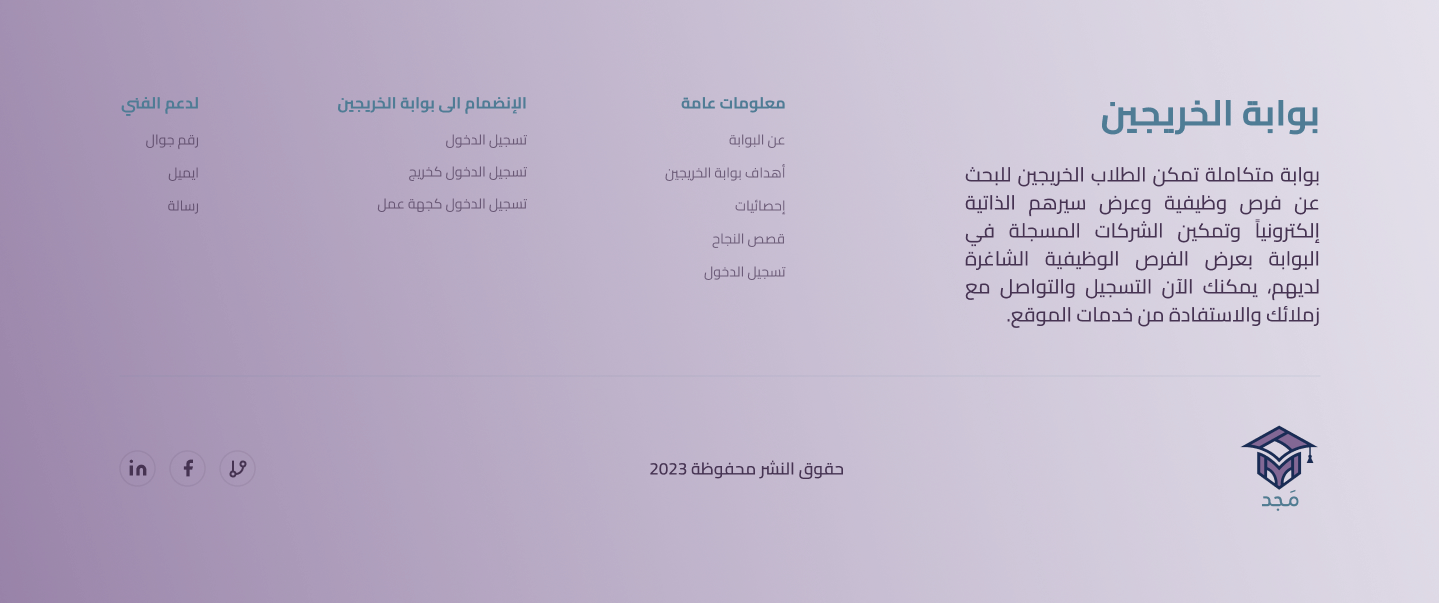 بوابة الخريجين
بوابة متكاملة تمكن الطلاب الخريجين للبحث
عن فرص وظيفية وعرض سيرهم الذاتية
إلكترونياً وتمكين الشركات المسجلة في
البوابة بعرض الفرص الوظيفية الشاغرة
لديهم، يمكنك الآن التسجيل والتواصل مع
زملائك والاستفادة من خدمات الموقع.
معلومات عامة
عن البوابة
أهداف بوابة الخريجين
إحصائيات
قصص النجاح
تسجيل الدخول
الإنضمام الى بوابة الخريجين
تسجيل الدخول
تسجيل الدخول كخريج
تسجيل الدخول كجهة عمل
لدعم الفني
رقم جوال
ايميل
رسالة
مَجد
حقوق النشر محفوظة 2023